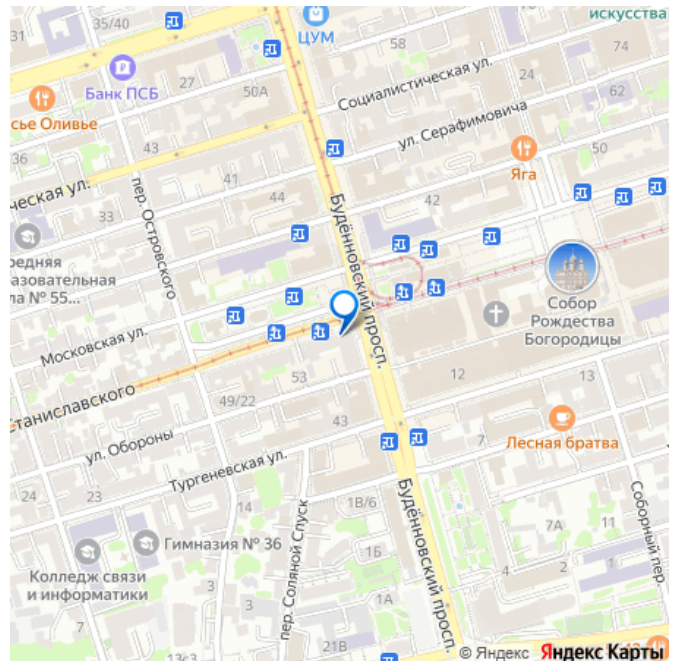 искусства
31
35/40
ЦУМ
58
74
Банк ПСБ
27
50А
Социалистическая ул.
62
сье Оливье
ул. Серафимовича
36
43
Яга
50
ческая ул.
пер. Островского
41
44
Будённовский просп.
42
33
редняя
разовательная
ла № 55...
Собор
Рождества
Богородицы
Московская ул.
Станиславского
53
49/22
12
13
ул. Обороны
43
7
Лесная братва
Тургеневская ул.
24
23
14
1В/6
Будённовский просп.
7А
11
Соборный пер.
Гимназия № 36
пер. Соляной Спуск
1Б
4
2
Колледж связи
и информатики
3
3
13с3
21В
© Яндекс Яндекс Карты